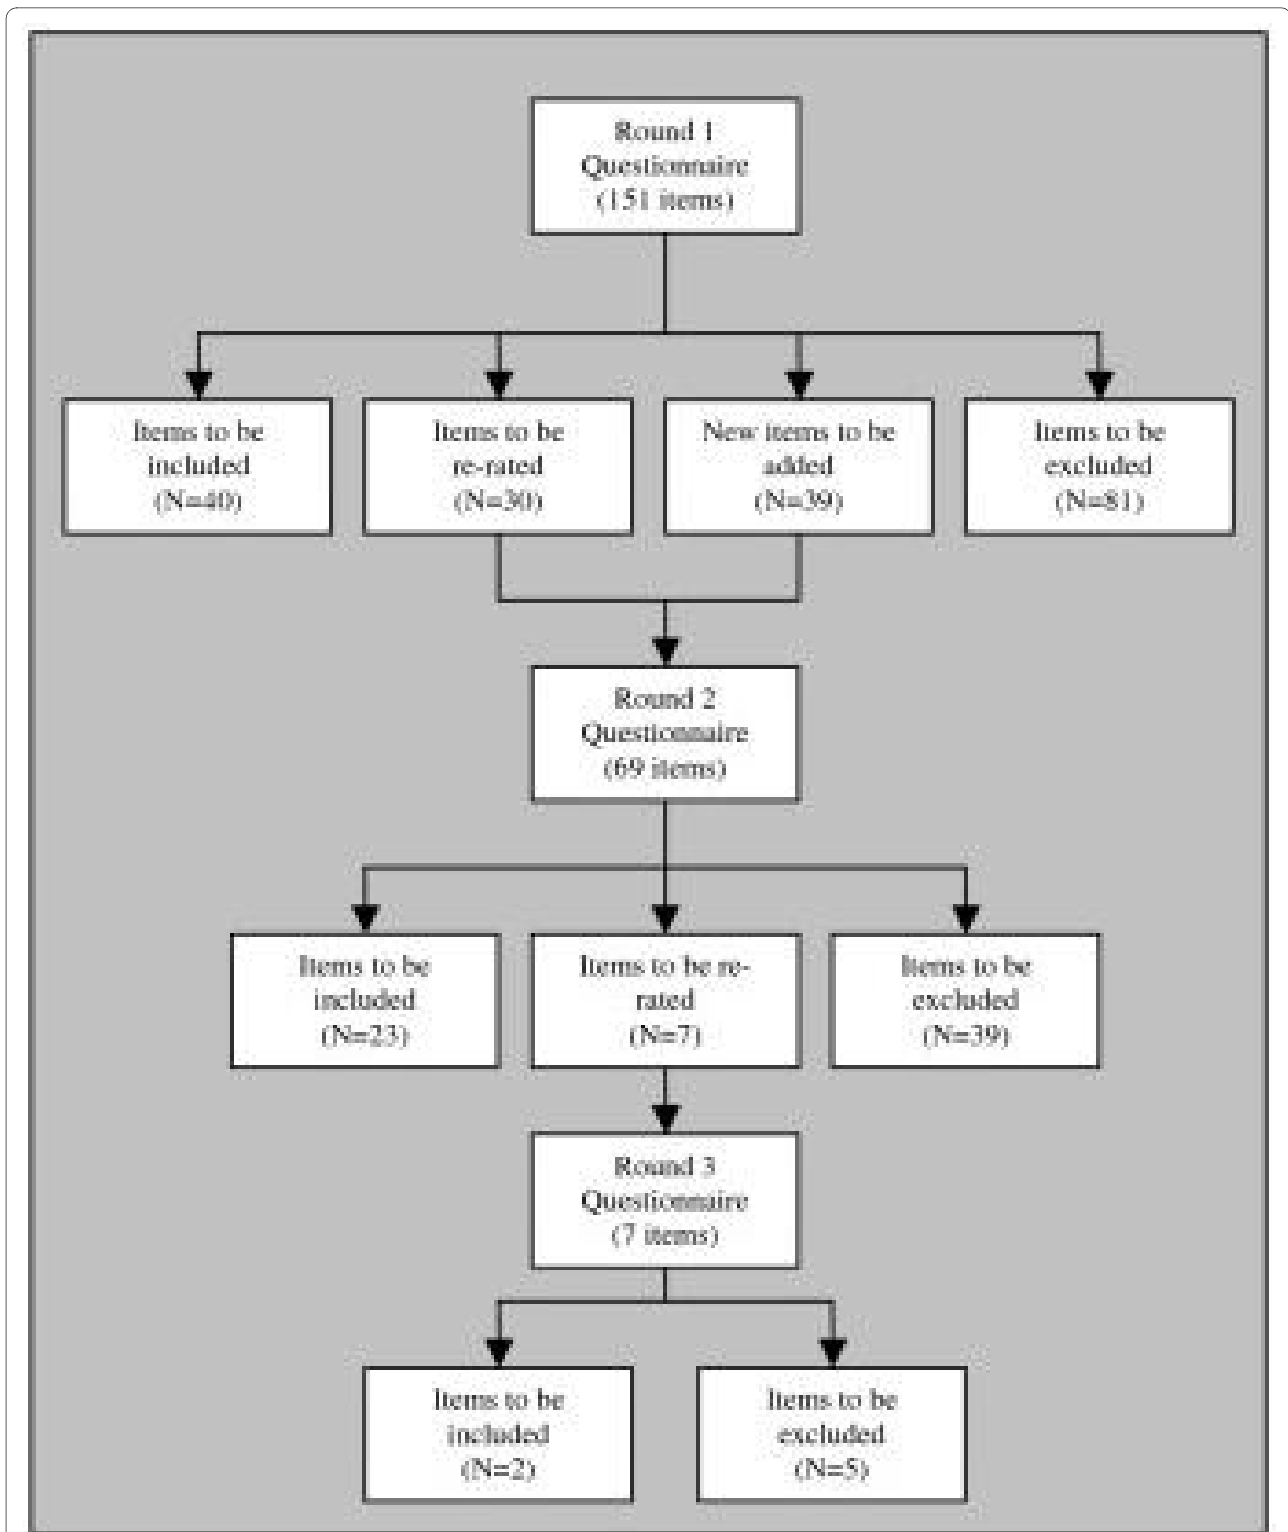 Round 1
Questionnaire
(151 items)
Items to be
included
(N=40)
Items to be
re-rated
(N=30)
New items to be
added
(N=39)
Items to be
excluded
(N=81)
Round 2
Questionnaire
(69 items)
Items to be
included
(N=23)
Items to be re-
rated
(N=7)
Items to be
excluded
(N=39)
Round 3
Questionnaire
(7 items)
Items to be
included
(N=2)
Items to be
excluded
(N=5)